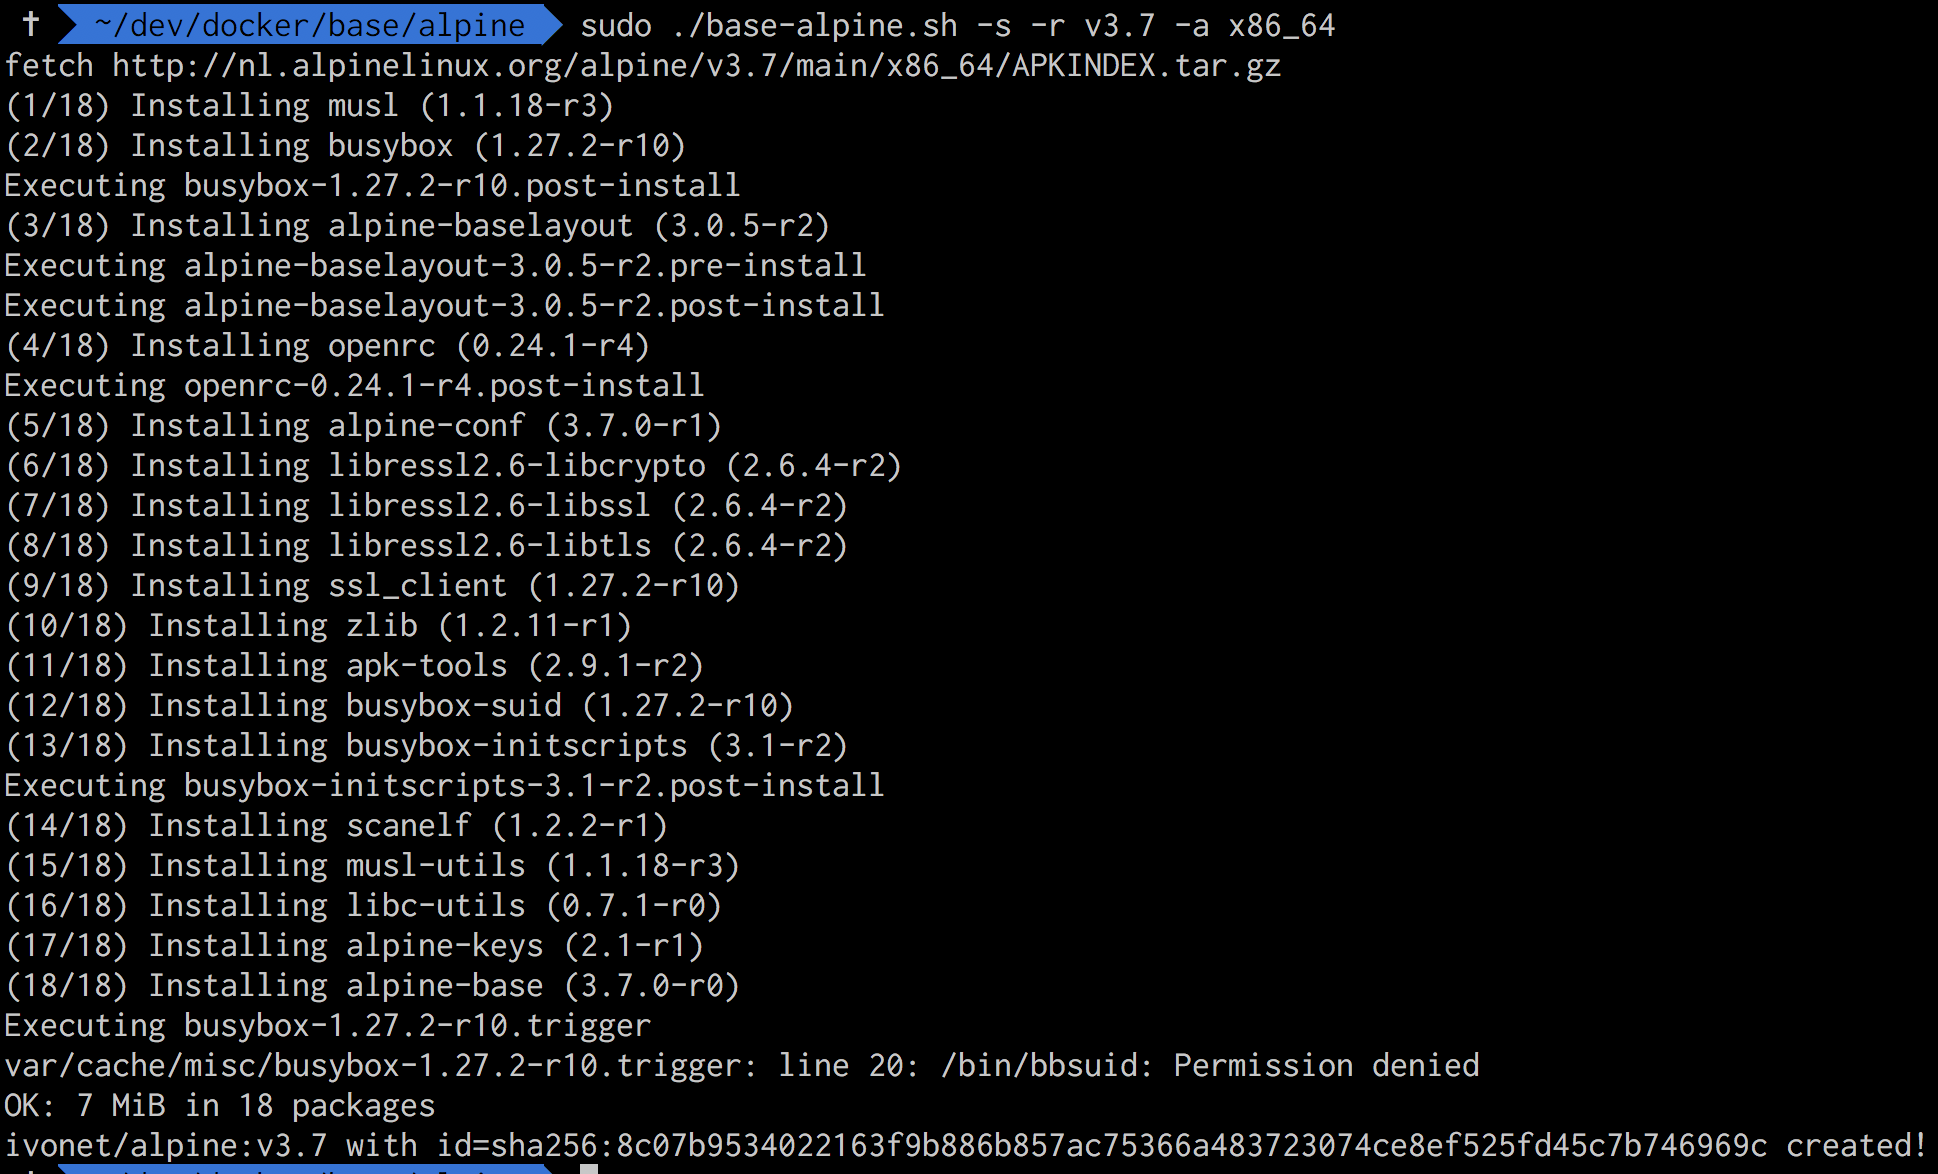 † ~/dev/docker/base/alpine sudo ./base-alpine.sh -s -r v3.7 -a x86_64
fetch http://nl.alpinelinux.org/alpine/v3.7/main/x86_64/APKINDEX.tar.gz
(1/18) Installing musl (1.1.18-r3)
(2/18) Installing busybox (1.27.2-r10)
Executing busybox-1.27.2-r10.post-install
(3/18) Installing alpine-baselayout (3.0.5-r2)
Executing alpine-baselayout-3.0.5-r2.pre-install
Executing alpine-baselayout-3.0.5-r2.post-install
(4/18) Installing openrc (0.24.1-r4)
Executing openrc-0.24.1-r4.post-install
(5/18) Installing alpine-conf (3.7.0-r1)
(6/18) Installing libressl2.6-libcrypto (2.6.4-r2)
(7/18) Installing libressl2.6-libssl (2.6.4-r2)
(8/18) Installing libressl2.6-libtls (2.6.4-r2)
(9/18) Installing ssl_client (1.27.2-r10)
(10/18) Installing zlib (1.2.11-r1)
(11/18) Installing apk-tools (2.9.1-r2)
(12/18) Installing busybox-suid (1.27.2-r10)
(13/18) Installing busybox-initscripts (3.1-r2)
Executing busybox-initscripts-3.1-r2.post-install
(14/18) Installing scanelf (1.2.2-r1)
(15/18) Installing musl-utils (1.1.18-r3)
(16/18) Installing libc-utils (0.7.1-r0)
(17/18) Installing alpine-keys (2.1-r1)
(18/18) Installing alpine-base (3.7.0-r0)
Executing busybox-1.27.2-r10.trigger
var/cache/misc/busybox-1.27.2-r10.trigger: line 20: /bin/bbsuid: Permission denied
OK: 7 MiB in 18 packages
ivonet/alpine:v3.7 with id=sha256:8c07b9534022163f9b886b857ac75366a483723074ce8ef525fd45c7b746969c created!